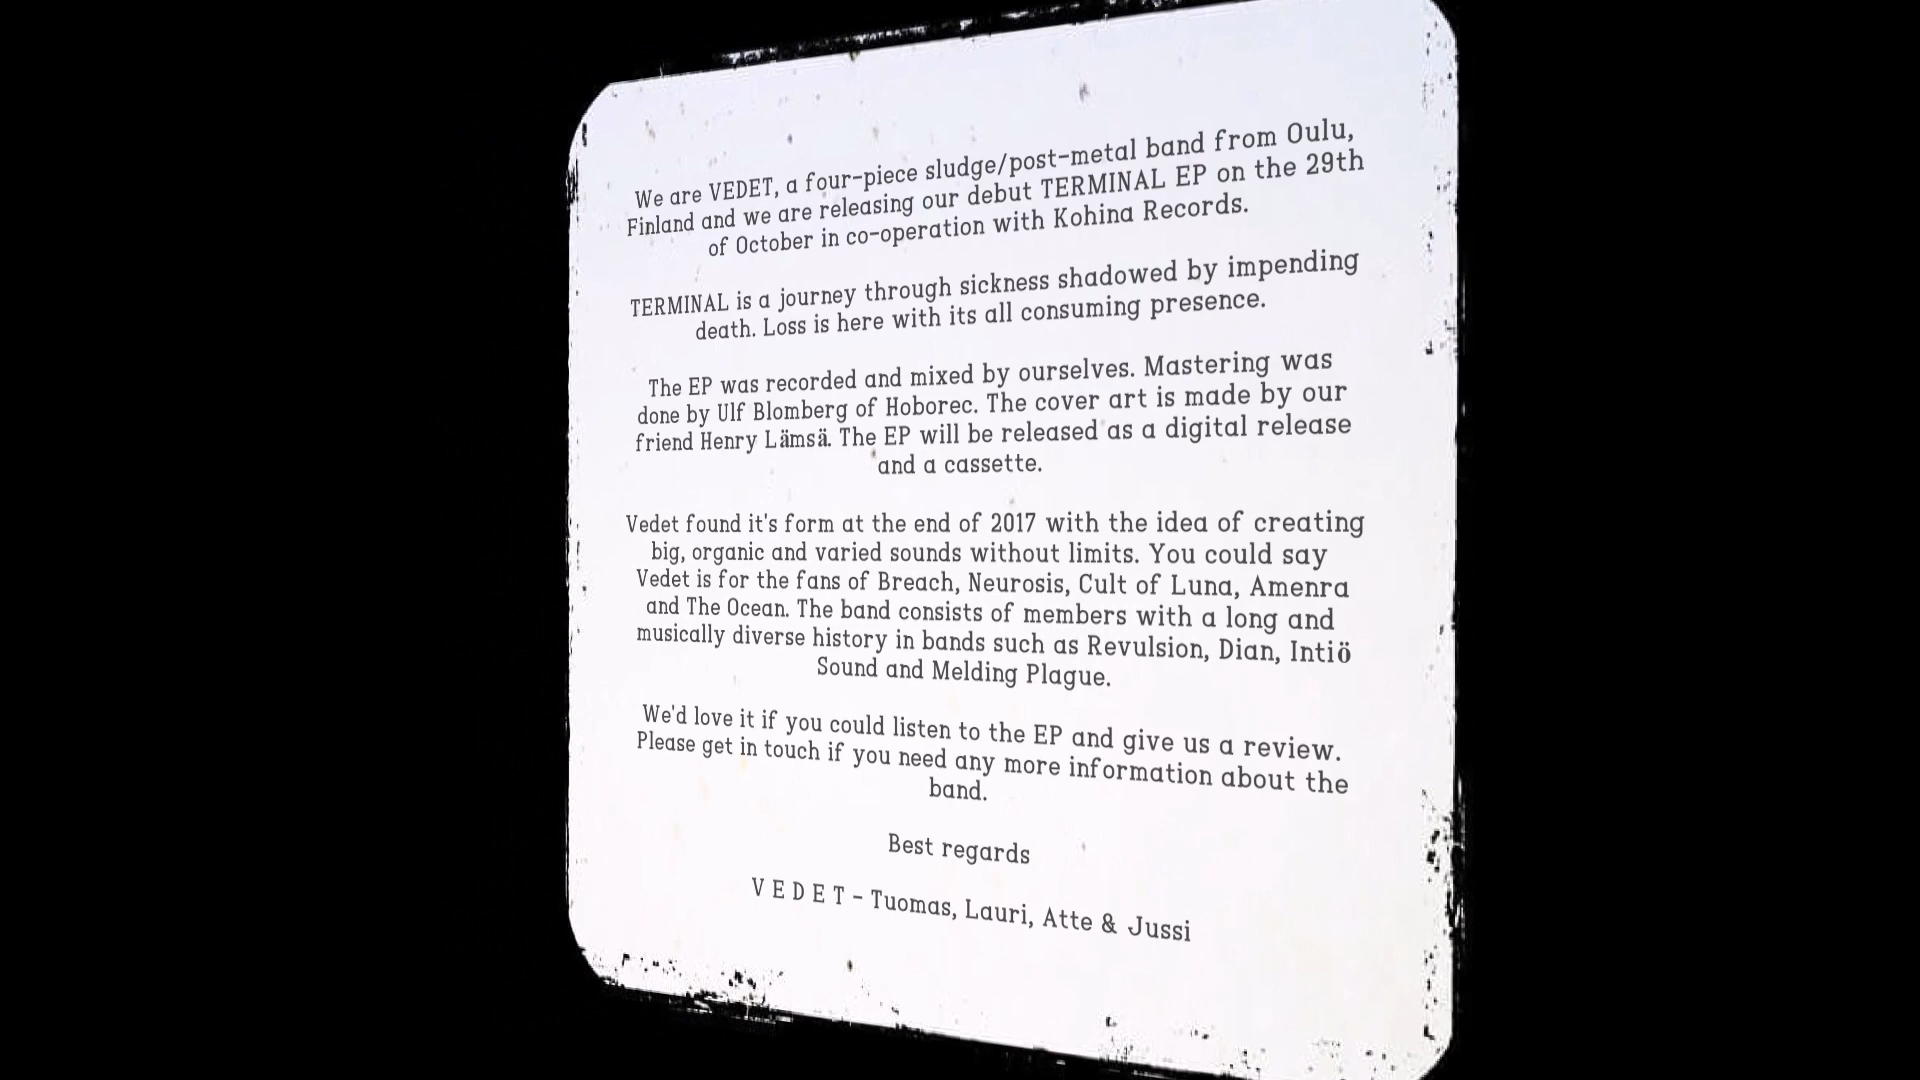 We are VEDET, a four-piece sludge/post-metal band from Oulu,
Finland and we are releasing our debut TERMINAL EP on the 29th
of October in co-operation with Kohina Records.
TERMINAL is a journey through sickness shadowed by impending
death. Loss is here with its all consuming presence.
The EP was recorded and mixed by ourselves. Mastering was
done by Ulf Blomberg of Hoborec. The cover art is made by our
friend Henry Lämsä. The EP will be released as a digital release
and a cassette.
Vedet found it's form at the end of 2017 with the idea of creating
big, organic and varied sounds without limits. You could say
Vedet is for the fans of Breach, Neurosis, Cult of Luna, Amenra
and The Ocean. The band consists of members with a long and
musically diverse history in bands such as Revulsion, Dian, Intiö
Sound and Melding Plague.
We'd love it if you could listen to the EP and give us a review.
Please get in touch if you need any more information about the
band.
Best regards
V E D E T - Tuomas, Lauri, Atte & Jussi